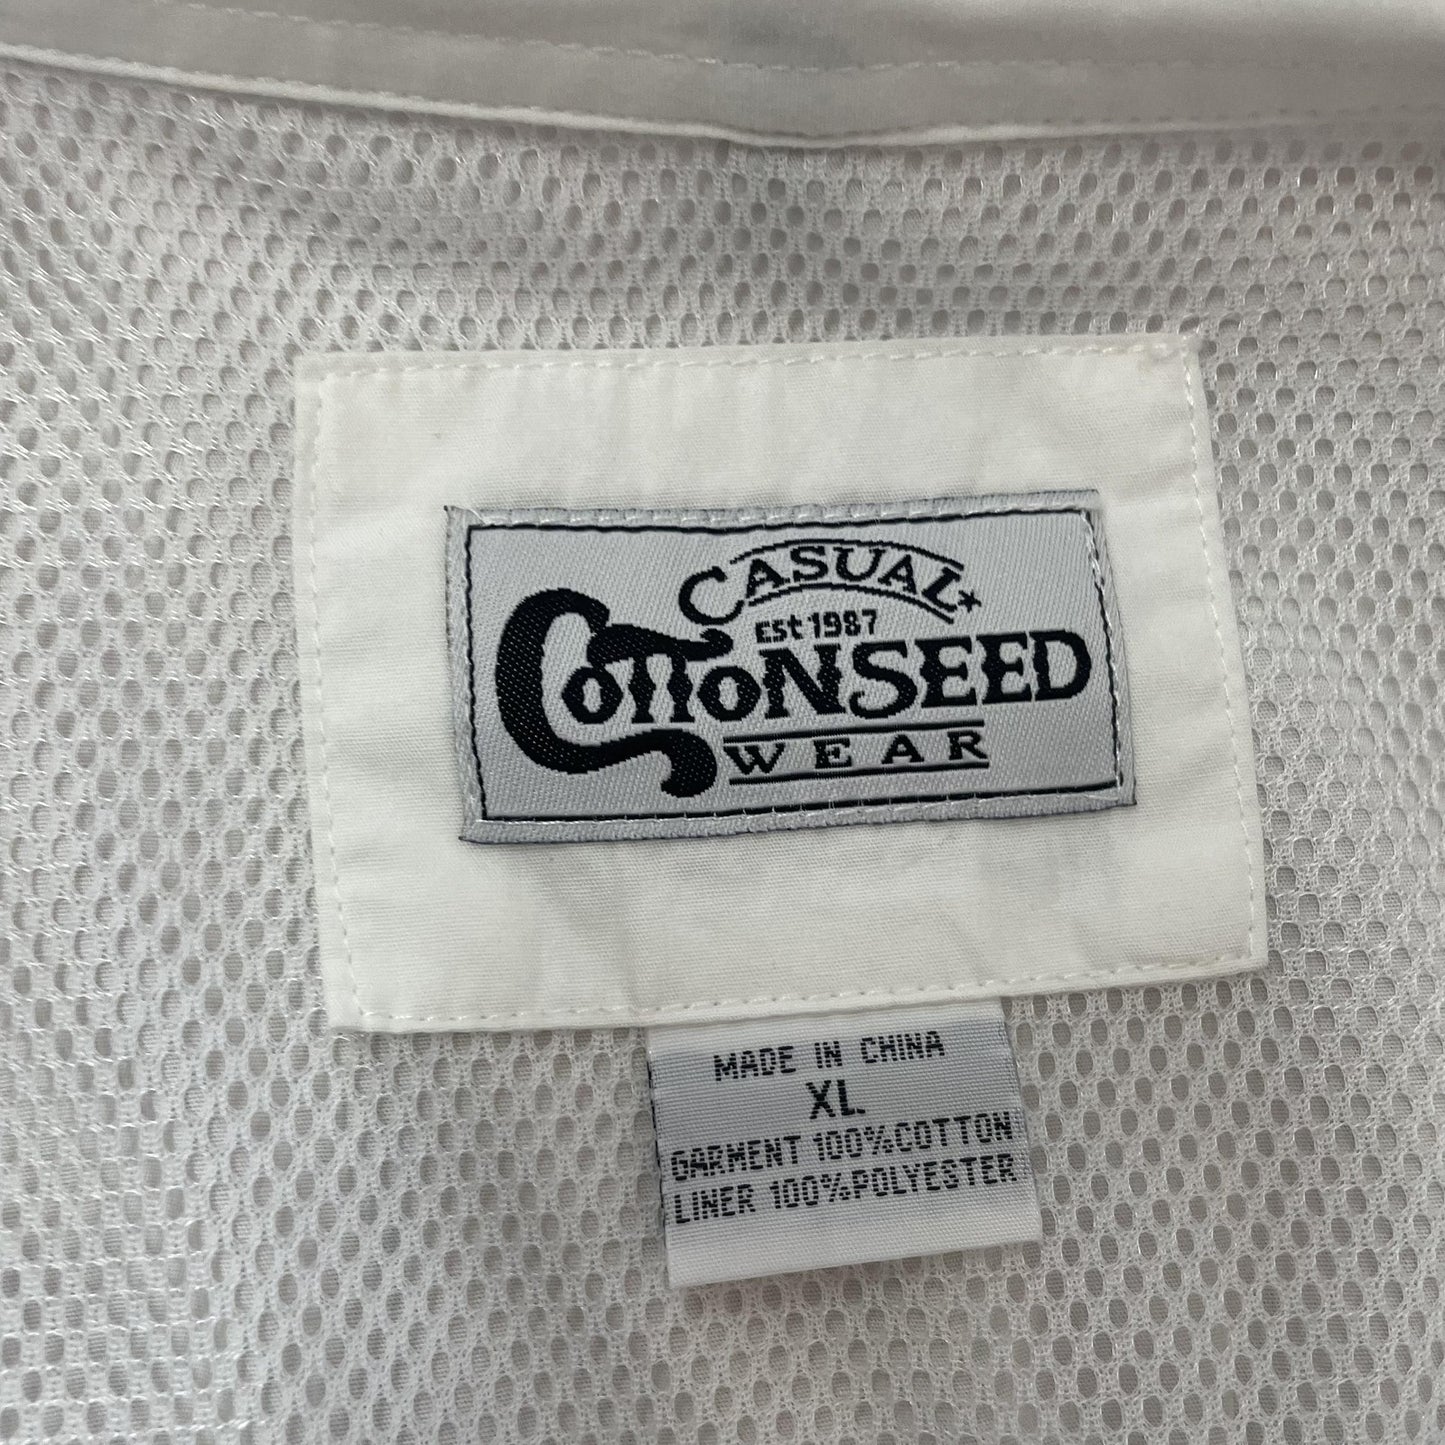 CASUAL
Est 1987
COTTONSEED
WEAR
MADE IN CHINA
XL
GARMENT 100%COTTON
LINER 100%POLYESTER